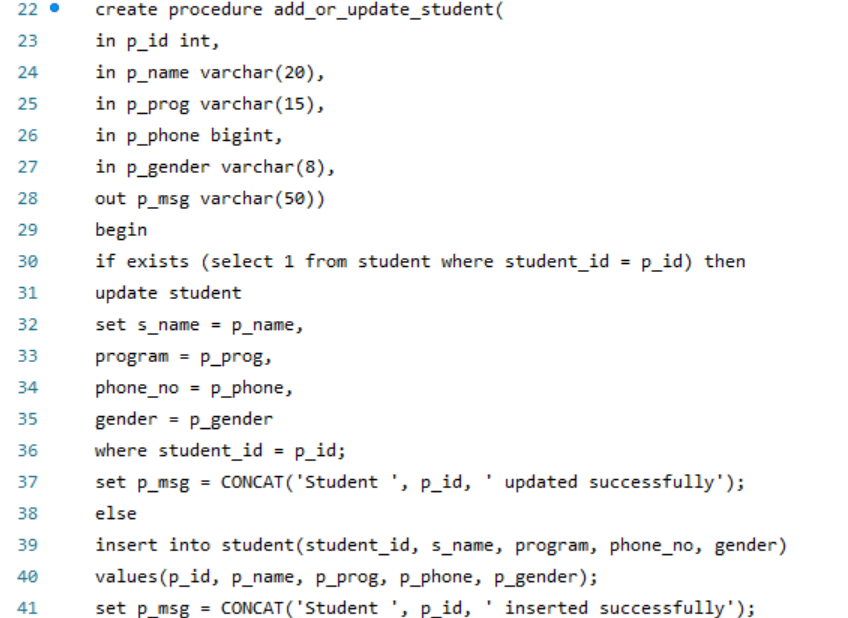 22 create procedure add_or_update_student(
23 in p_id int,
24 in p_name varchar(20),
25 in p_prog varchar(15),
26 in p_phone bigint,
27 in p_gender varchar(8),
28 out p_msg varchar(50))
29 begin
30 if exists (select 1 from student where student_id = p_id) then
31 update student
32 set s_name = p_name,
33 program = p_prog,
34 phone_no = p_phone,
35 gender = p_gender
36 where student_id = p_id;
37 set p_msg = CONCAT('Student ', p_id, ' updated successfully');
38 else
39 insert into student(student_id, s_name, program, phone_no, gender)
40 values(p_id, p_name, p_prog, p_phone, p_gender);
41 set p_msg = CONCAT('Student ', p_id, ' inserted successfully');